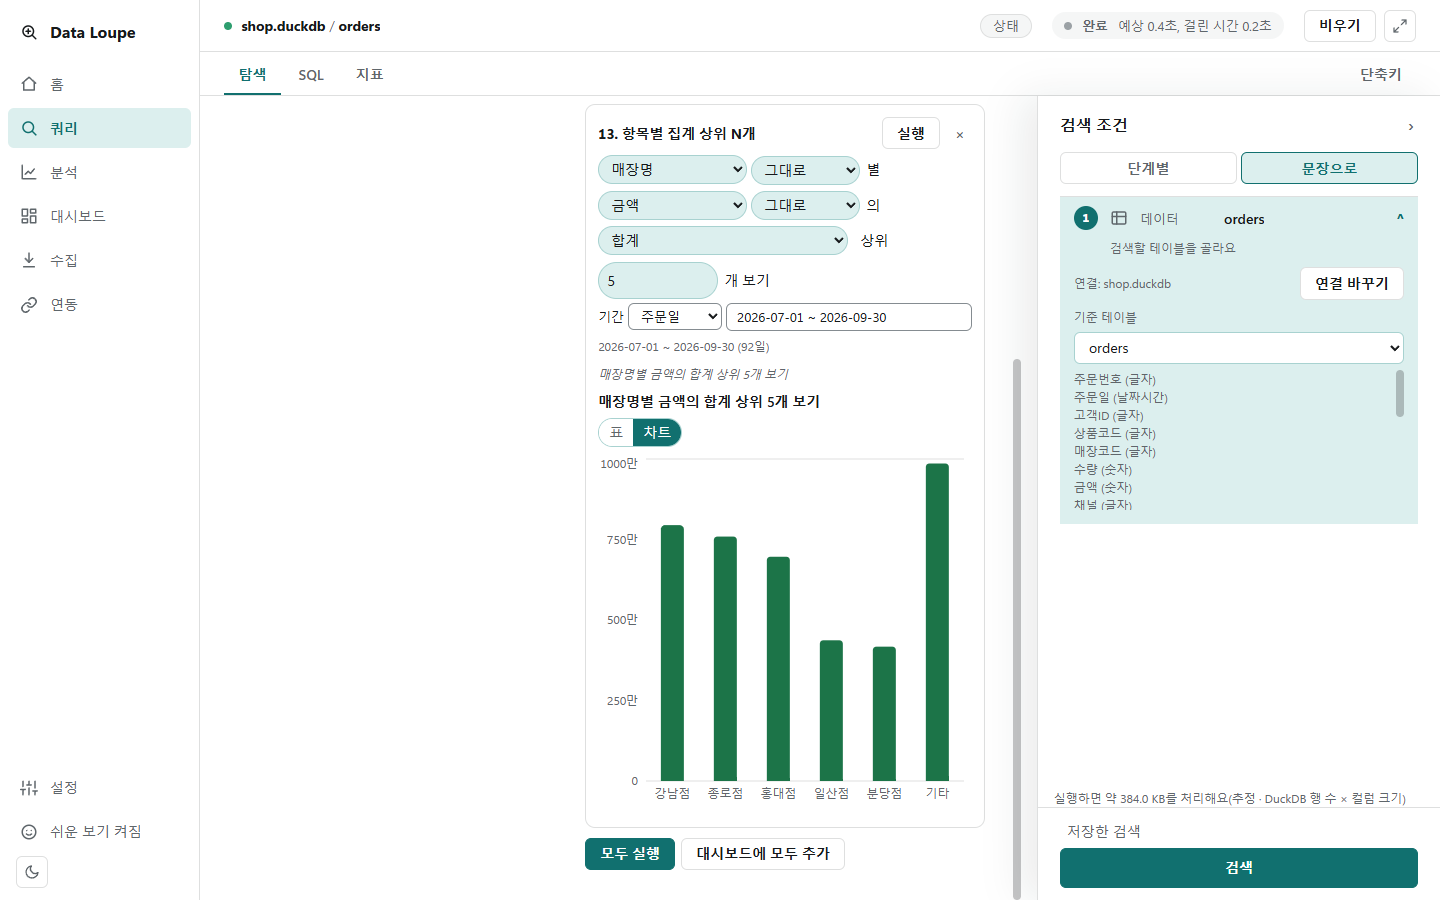 Data Loupe
홈
쿼리
분석
대시보드
수집
연동
설정
쉬운 보기 켜짐
shop.duckdb / orders
상태
완료 예상 0.4초, 걸린 시간 0.2초
비우기
탐색 SQL 지표
단축키
13. 항목별 집계 상위 N개
실행 ×
매장명 그대로 별
금액 그대로 의
합계 상위
5 개 보기
기간 주문일 2026-07-01 ~ 2026-09-30
2026-07-01 ~ 2026-09-30 (92일)
매장명별 금액의 합계 상위 5개 보기
매장명별 금액의 합계 상위 5개 보기
표 차트
1000만
750만
500만
250만
0
강남점 종로점 홍대점 일산점 분당점 기타
모두 실행 대시보드에 모두 추가
검색 조건
단계별 문장으로
1 데이터 orders
검색할 테이블을 골라요
연결: shop.duckdb
연결 바꾸기
기준 테이블
orders
주문번호 (글자)
주문일 (날짜시간)
고객ID (글자)
상품코드 (글자)
매장코드 (글자)
수량 (숫자)
금액 (숫자)
채널 (글자)
실행하면 약 384.0 KB를 처리해요(추정 · DuckDB 행 수 × 컬럼 크기)
저장한 검색
검색